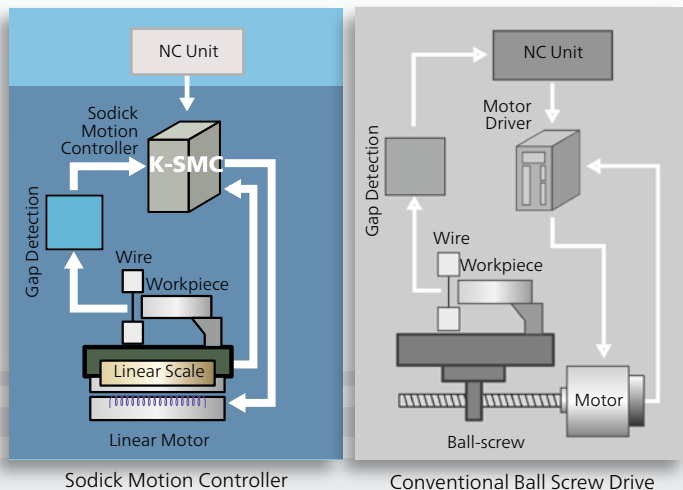 NC Unit
Sodick
Motion
Controller
K-SMC
Gap Detection
Wire
Workpiece
Linear Scale
Linear Motor
Sodick Motion Controller
NC Unit
Motor
Driver
Gap Detection
Wire
Workpiece
Motor
Ball-screw
Conventional Ball Screw Drive